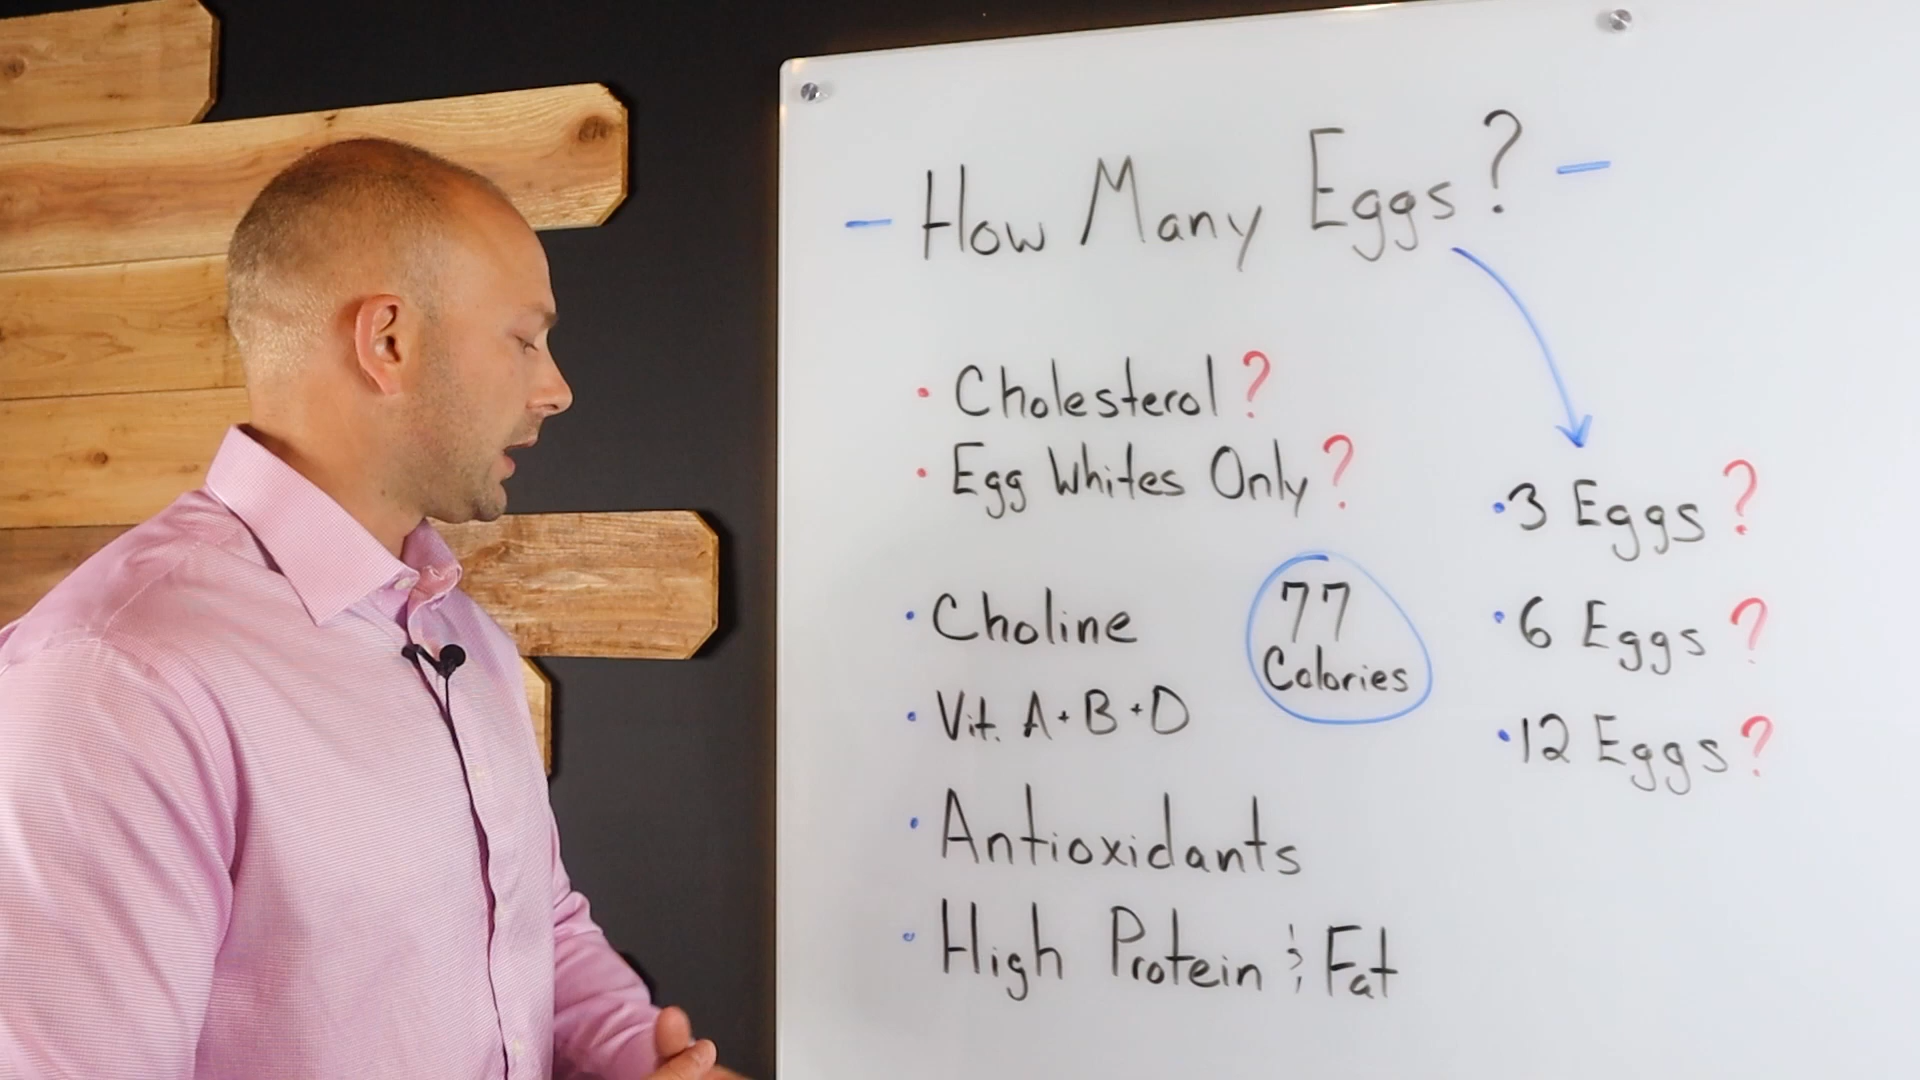 - How Many Eggs? -
• Cholesterol?
• Egg Whites Only?
• Choline
• Vit. A + B + D
• Antioxidants
• High Protein & Fat
77
Calories
• 3 Eggs?
• 6 Eggs?
• 12 Eggs?